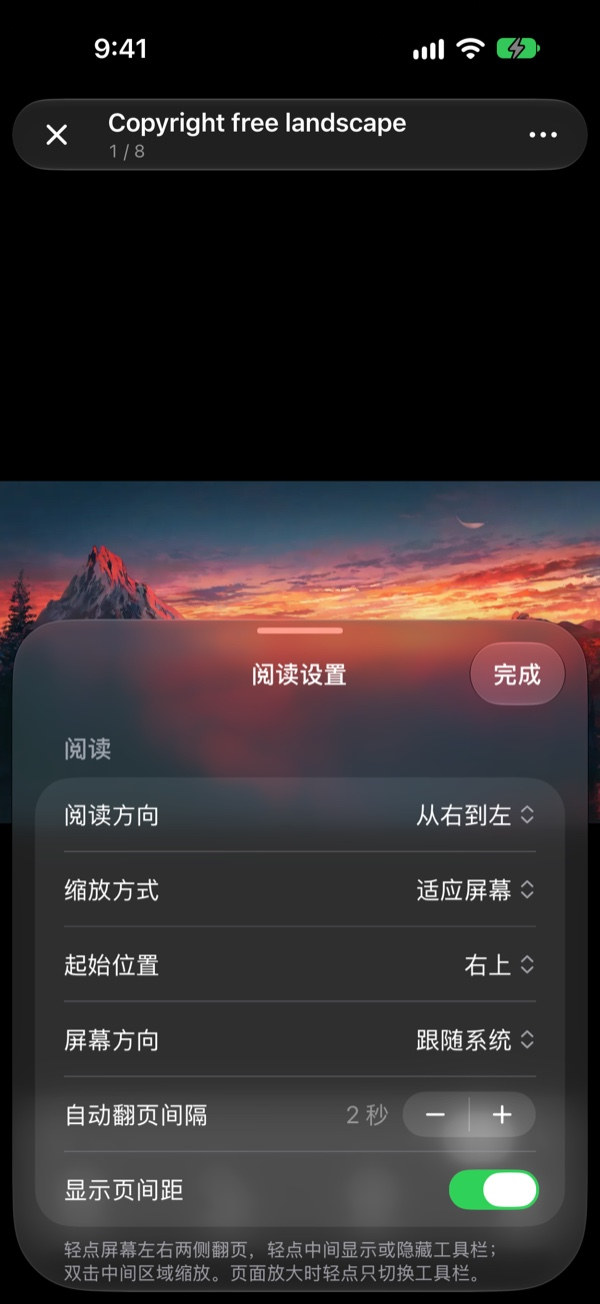 9:41
Copyright free landscape
1 / 8
阅读设置
完成
阅读
阅读方向 从右到左
缩放方式 适应屏幕
起始位置 右上
屏幕方向 跟随系统
自动翻页间隔 2 秒 − +
显示页间距
轻点屏幕左右两侧翻页，轻点中间显示或隐藏工具栏；
双击中间区域缩放。页面放大时轻点只切换工具栏。